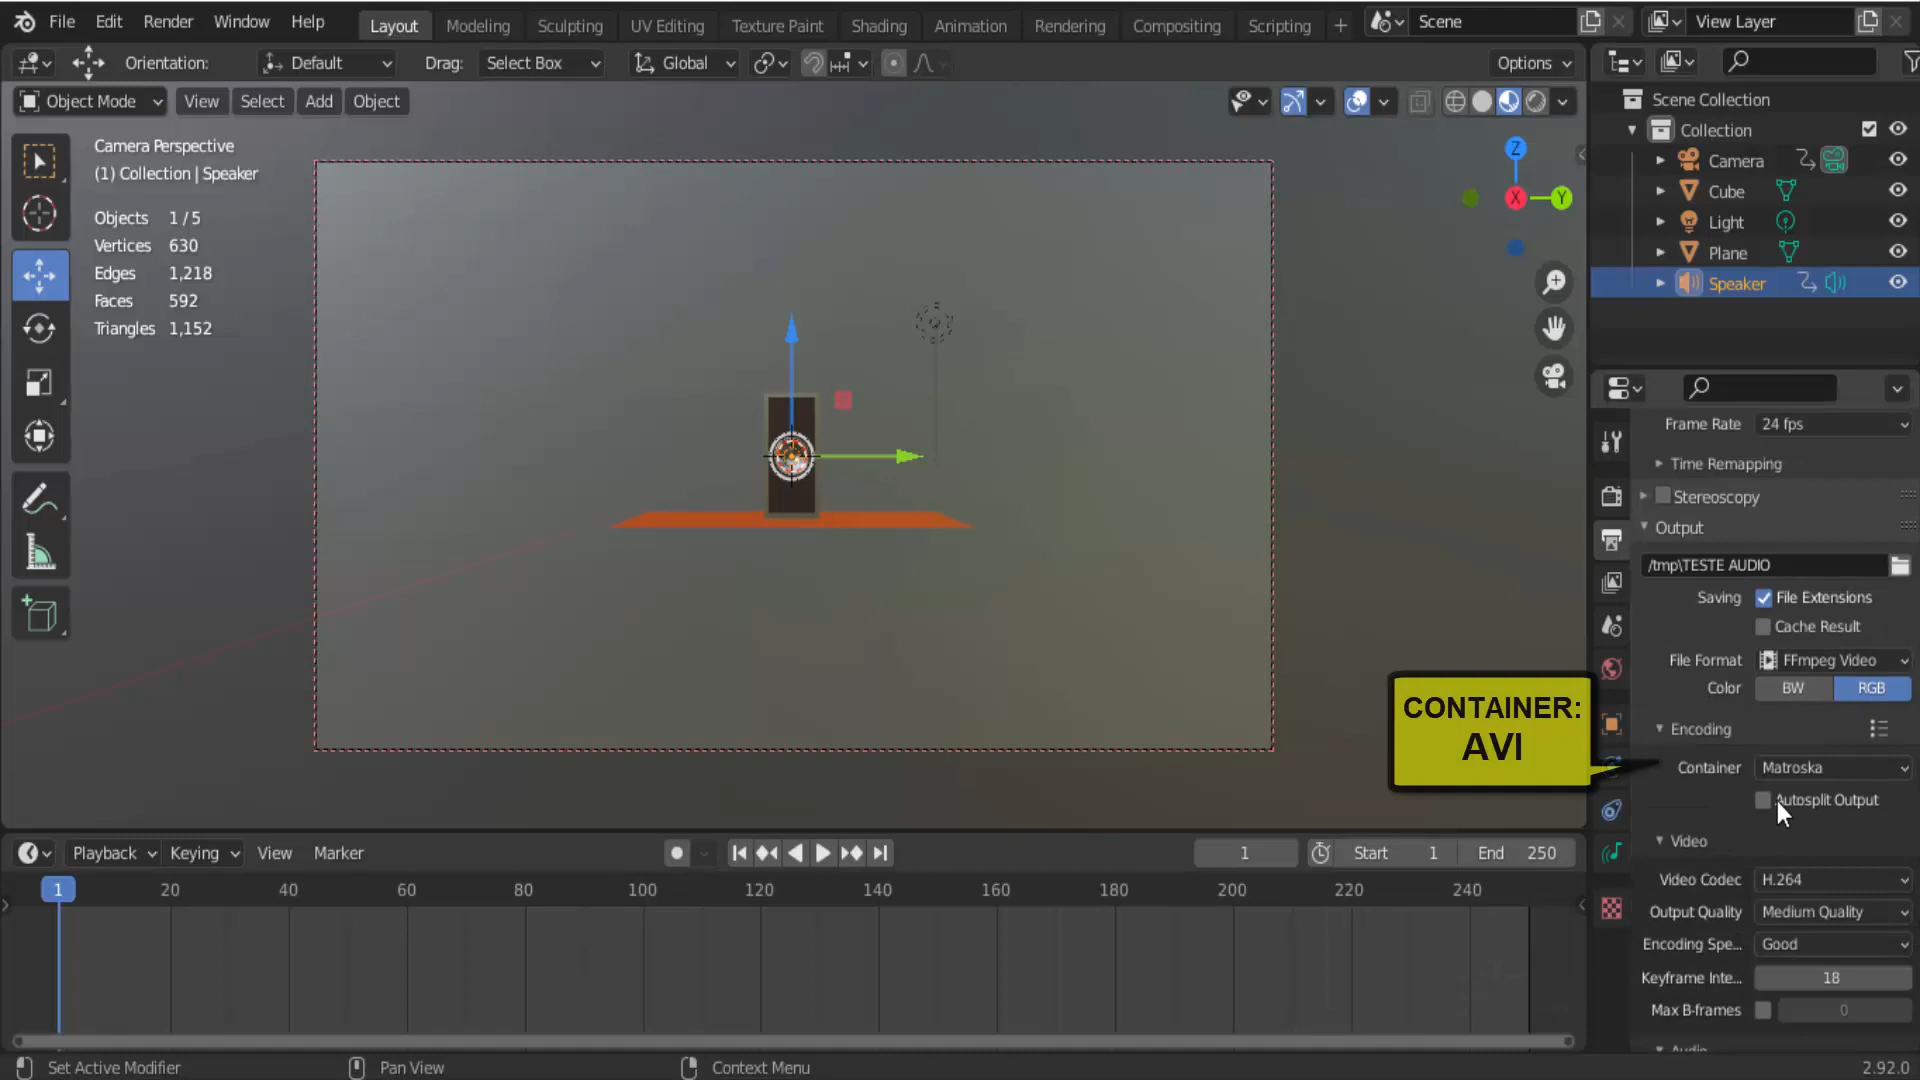 File Edit Render Window Help Layout Modeling Sculpting UV Editing Texture Paint Shading Animation Rendering Compositing Scripting + Scene View Layer
Orientation: Default Drag: Select Box Global Options
Object Mode View Select Add Object
Camera Perspective
(1) Collection | Speaker
Objects 1 / 5
Vertices 630
Edges 1,218
Faces 592
Triangles 1,152
Z
X
Y
Scene Collection
Collection
Camera
Cube
Light
Plane
Speaker
Frame Rate 24 fps
Time Remapping
Stereoscopy
Output
/tmp\TESTE AUDIO
Saving File Extensions
Cache Result
File Format FFmpeg Video
Color BW RGB
Encoding
CONTAINER:
AVI
Container Matroska
Autosplit Output
Video
Video Codec H.264
Output Quality Medium Quality
Encoding Spe... Good
Keyframe Inte... 18
Max B-frames 0
Audio
Playback Keying View Marker 1 Start 1 End 250
1 20 40 60 80 100 120 140 160 180 200 220 240
Set Active Modifier Pan View Context Menu 2.92.0